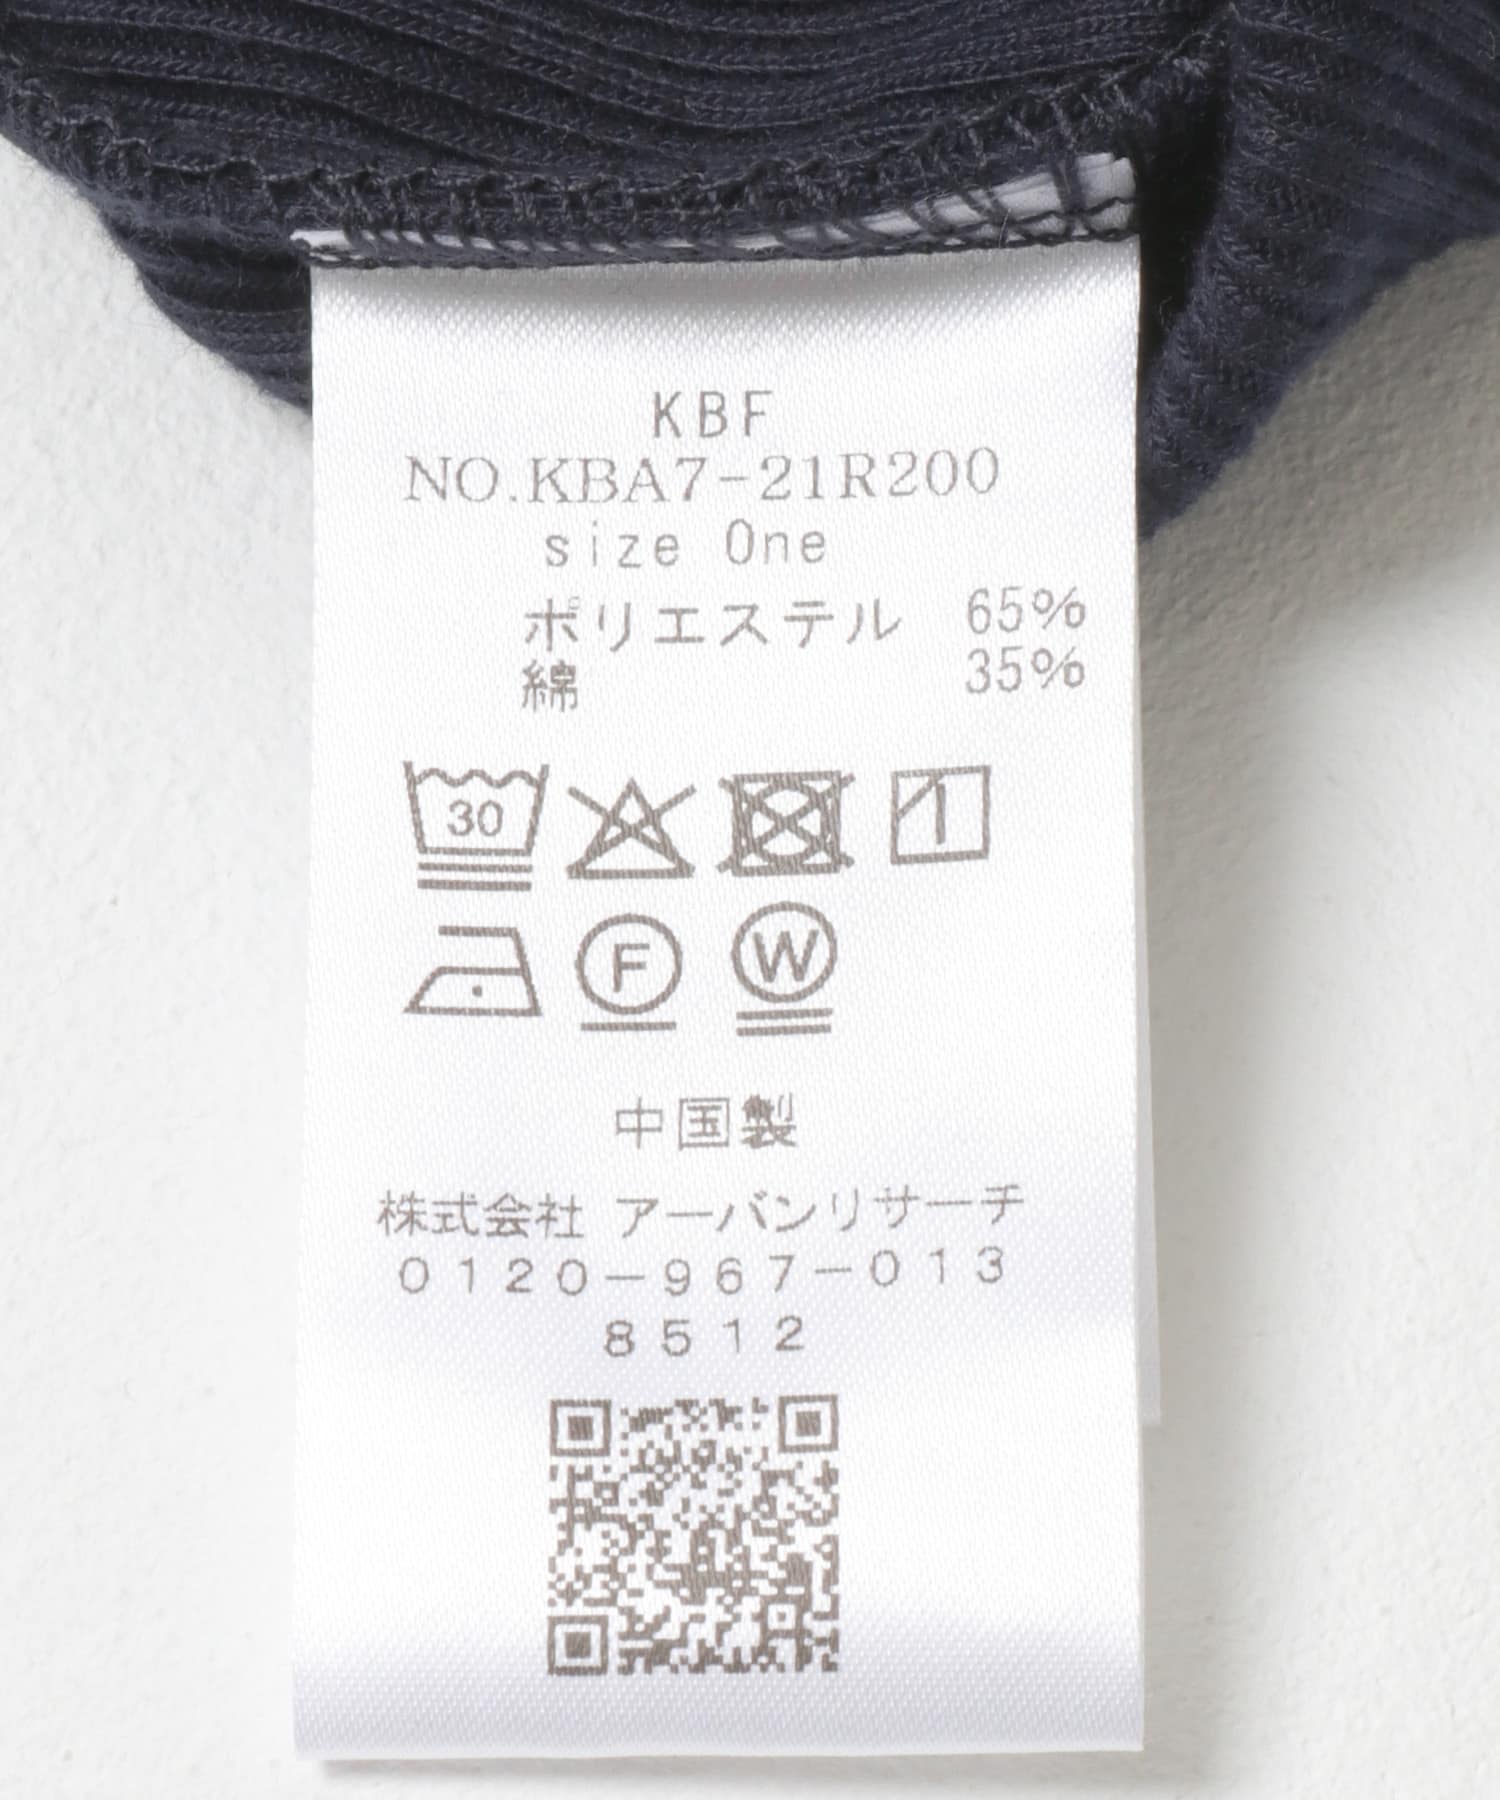 KBF
NO.KBA7-21R200
size One
ポリエステル 65%
綿 35%
30
F
W
中国製
株式会社 アーバンリサーチ
0120-967-013
8512